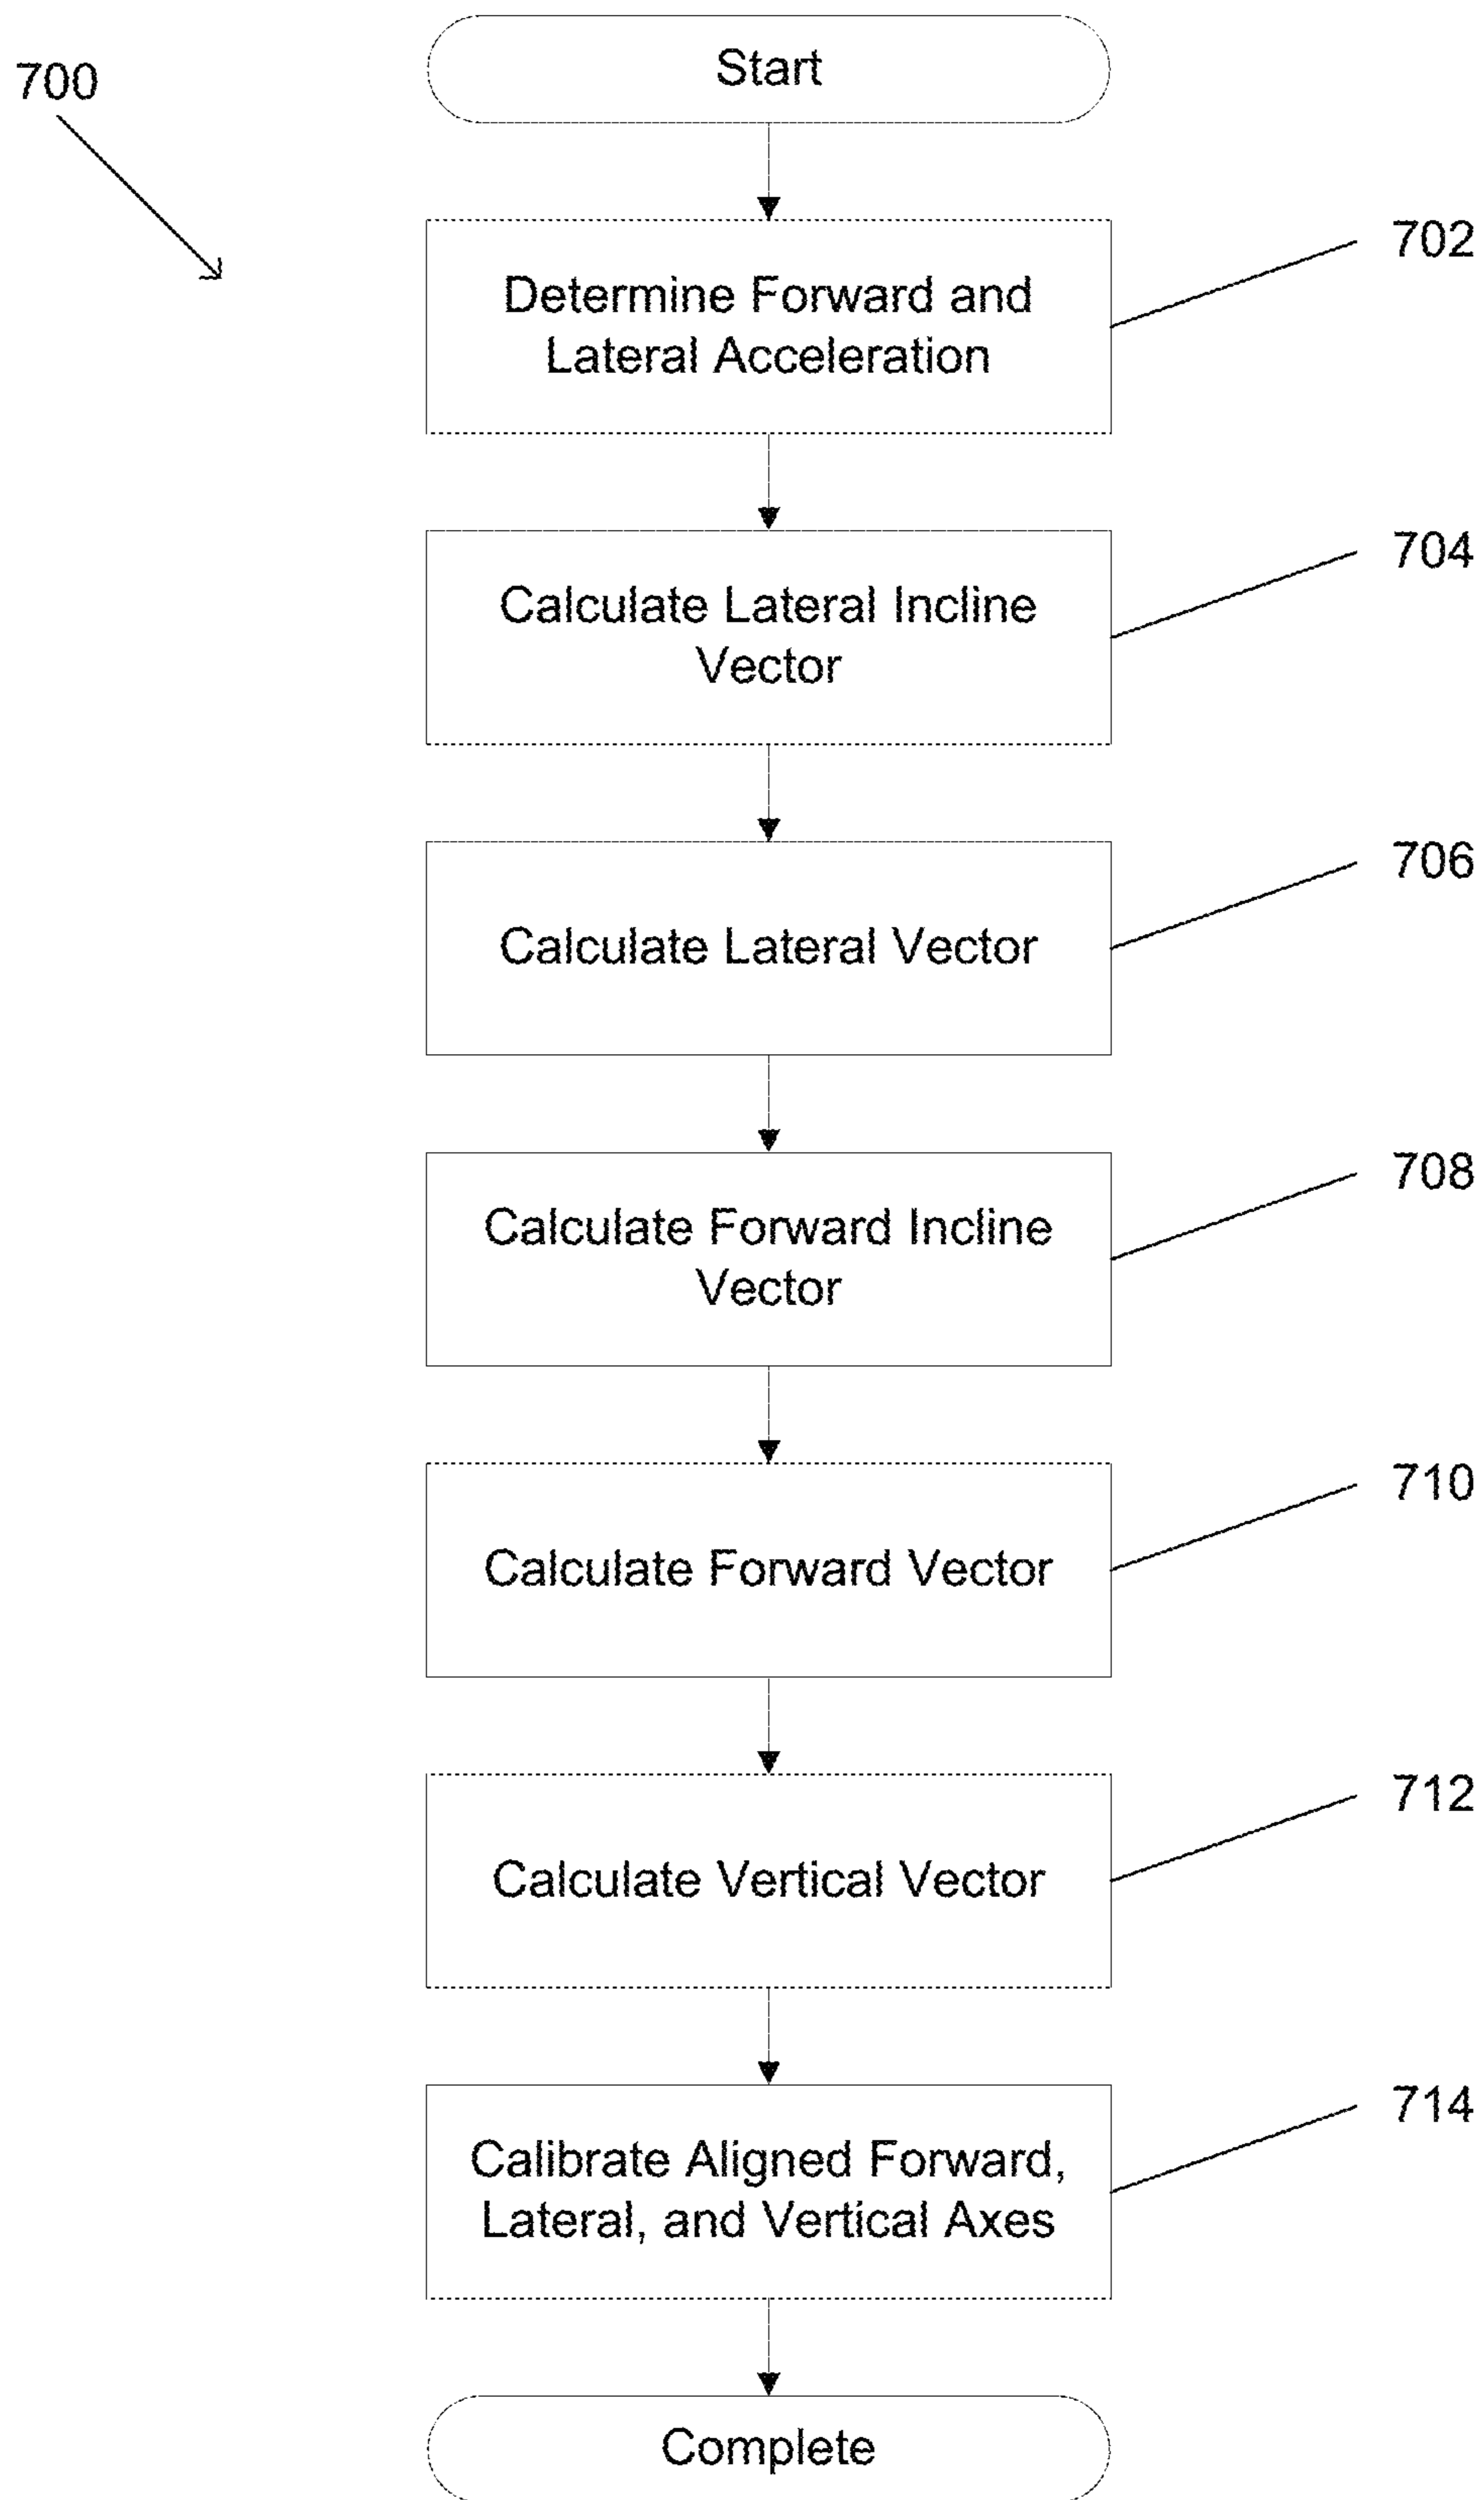 700
Start
702
Determine Forward and
Lateral Acceleration
704
Calculate Lateral Incline
Vector
706
Calculate Lateral Vector
708
Calculate Forward Incline
Vector
710
Calculate Forward Vector
712
Calculate Vertical Vector
714
Calibrate Aligned Forward,
Lateral, and Vertical Axes
Complete